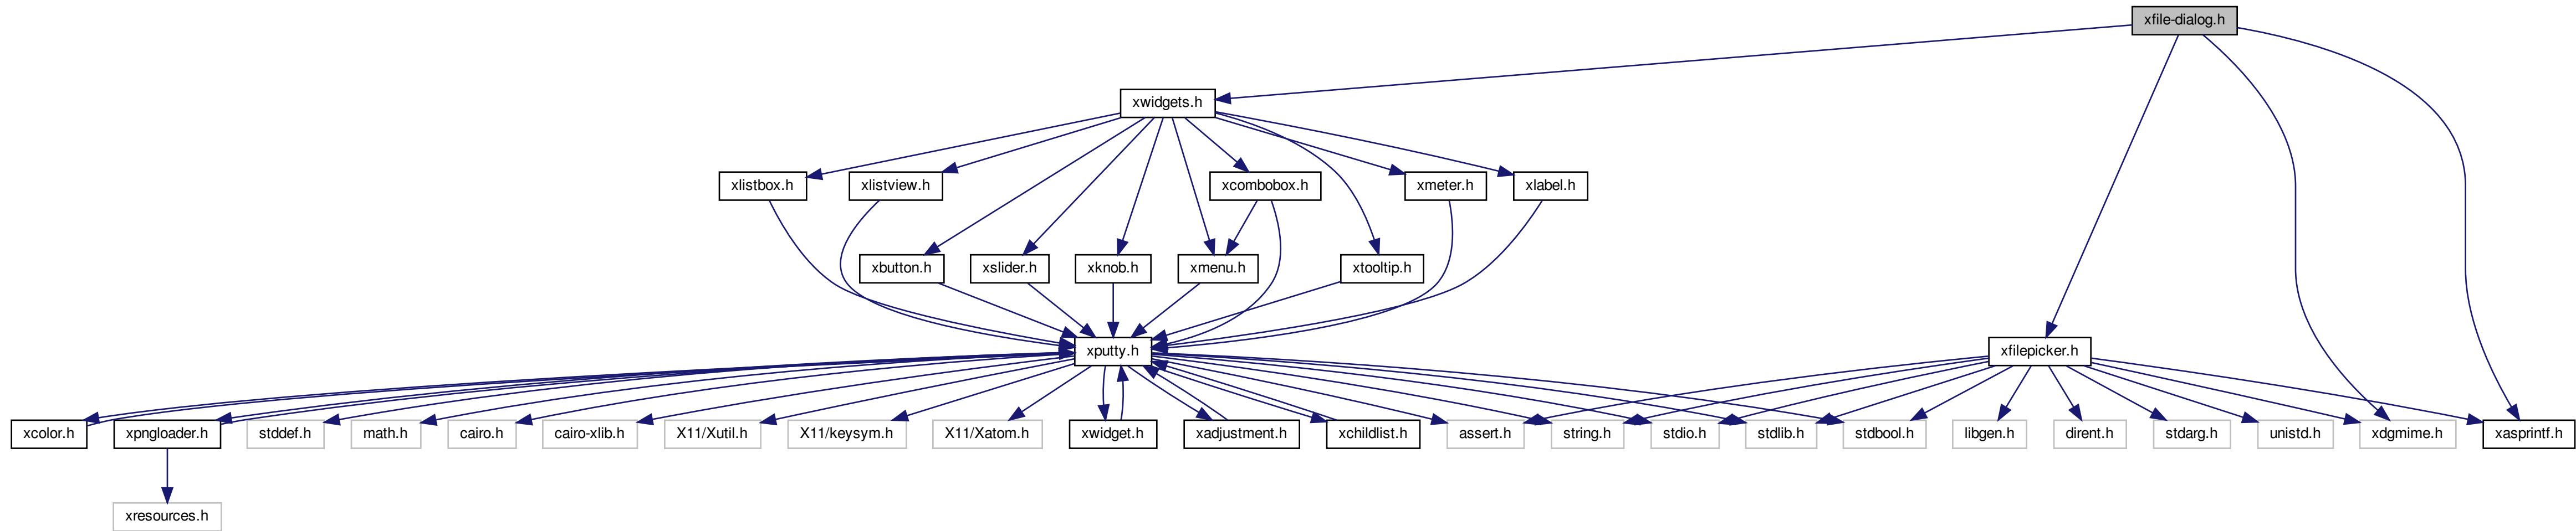 xfile-dialog.h
xwidgets.h
xlistbox.h
xlistview.h
xcombobox.h
xmeter.h
xlabel.h
xbutton.h
xslider.h
xknob.h
xmenu.h
xtooltip.h
xputty.h
xfilepicker.h
xcolor.h
xpngloader.h
stddef.h
math.h
cairo.h
cairo-xlib.h
X11/Xutil.h
X11/keysym.h
X11/Xatom.h
xwidget.h
xadjustment.h
xchildlist.h
assert.h
string.h
stdio.h
stdlib.h
stdbool.h
libgen.h
dirent.h
stdarg.h
unistd.h
xdgmime.h
xasprintf.h
xresources.h